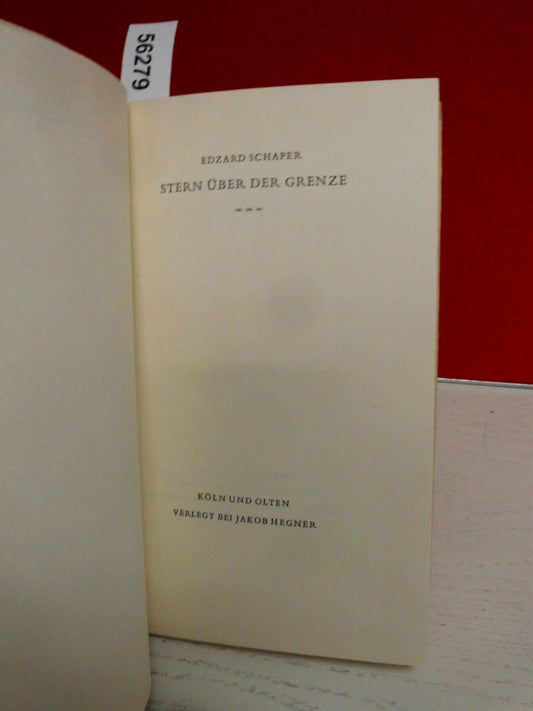 56279
EDZARD SCHAPER
STERN ÜBER DER GRENZE
KÖLN UND OLTEN
VERLEGT BEI JAKOB HEGNER